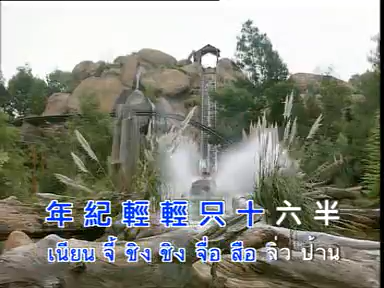 年紀輕輕只十六半
เนียน จี้ ชิง ชิง จื่อ สือ ลิ่ว ป้าน